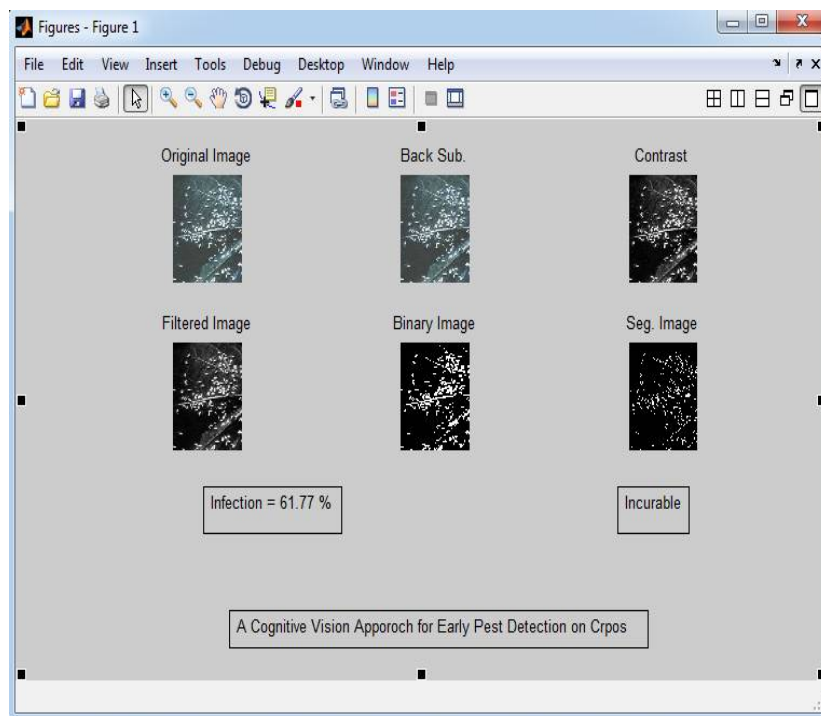 Figures - Figure 1
File Edit View Insert Tools Debug Desktop Window Help
Original Image Back Sub. Contrast
Filtered Image Binary Image Seg. Image
Infection = 61.77 % Incurable
A Cognitive Vision Apporoch for Early Pest Detection on Crpos